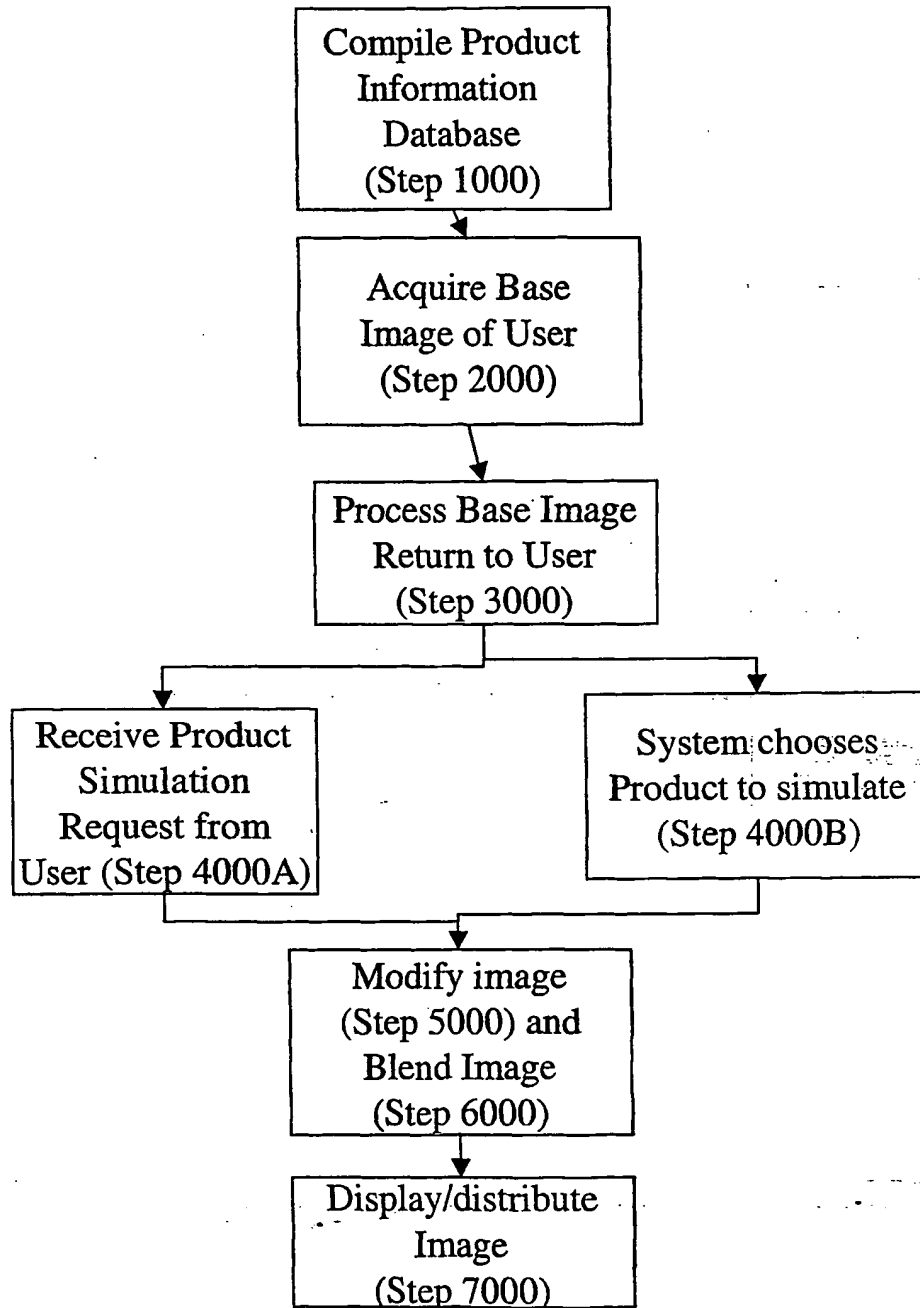 Compile Product
Information
Database
(Step 1000)
Acquire Base
Image of User
(Step 2000)
Process Base Image
Return to User
(Step 3000)
Receive Product
Simulation
Request from
User (Step 4000A)
System chooses
Product to simulate
(Step 4000B)
Modify image
(Step 5000) and
Blend Image
(Step 6000)
Display/distribute
Image
(Step 7000)